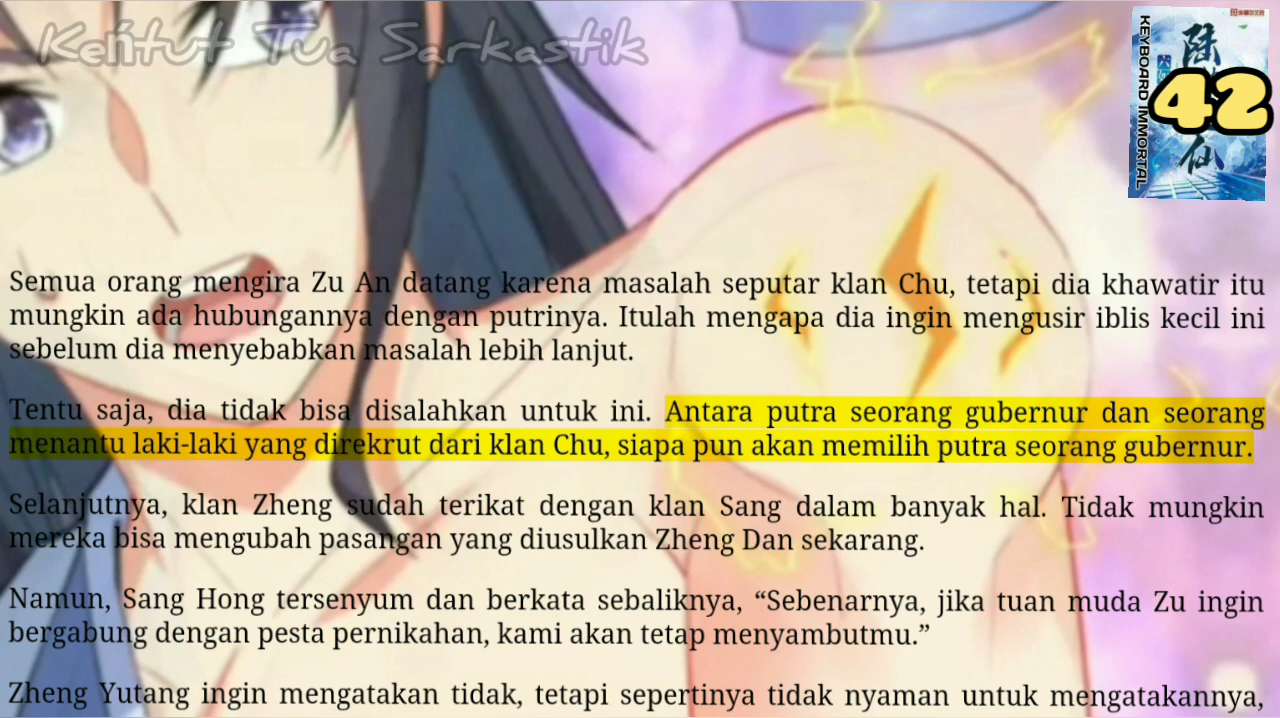 Kentut Tua Sarkastik
KEYBOARD IMMORTAL
42
仙
Semua orang mengira Zu An datang karena masalah seputar klan Chu, tetapi dia khawatir itu
mungkin ada hubungannya dengan putrinya. Itulah mengapa dia ingin mengusir iblis kecil ini
sebelum dia menyebabkan masalah lebih lanjut.
Tentu saja, dia tidak bisa disalahkan untuk ini. Antara putra seorang gubernur dan seorang
menantu laki-laki yang direkrut dari klan Chu, siapa pun akan memilih putra seorang gubernur.
Selanjutnya, klan Zheng sudah terikat dengan klan Sang dalam banyak hal. Tidak mungkin
mereka bisa mengubah pasangan yang diusulkan Zheng Dan sekarang.
Namun, Sang Hong tersenyum dan berkata sebaliknya, “Sebenarnya, jika tuan muda Zu ingin
bergabung dengan pesta pernikahan, kami akan tetap menyambutmu.”
Zheng Yutang ingin mengatakan tidak, tetapi sepertinya tidak nyaman untuk mengatakannya,